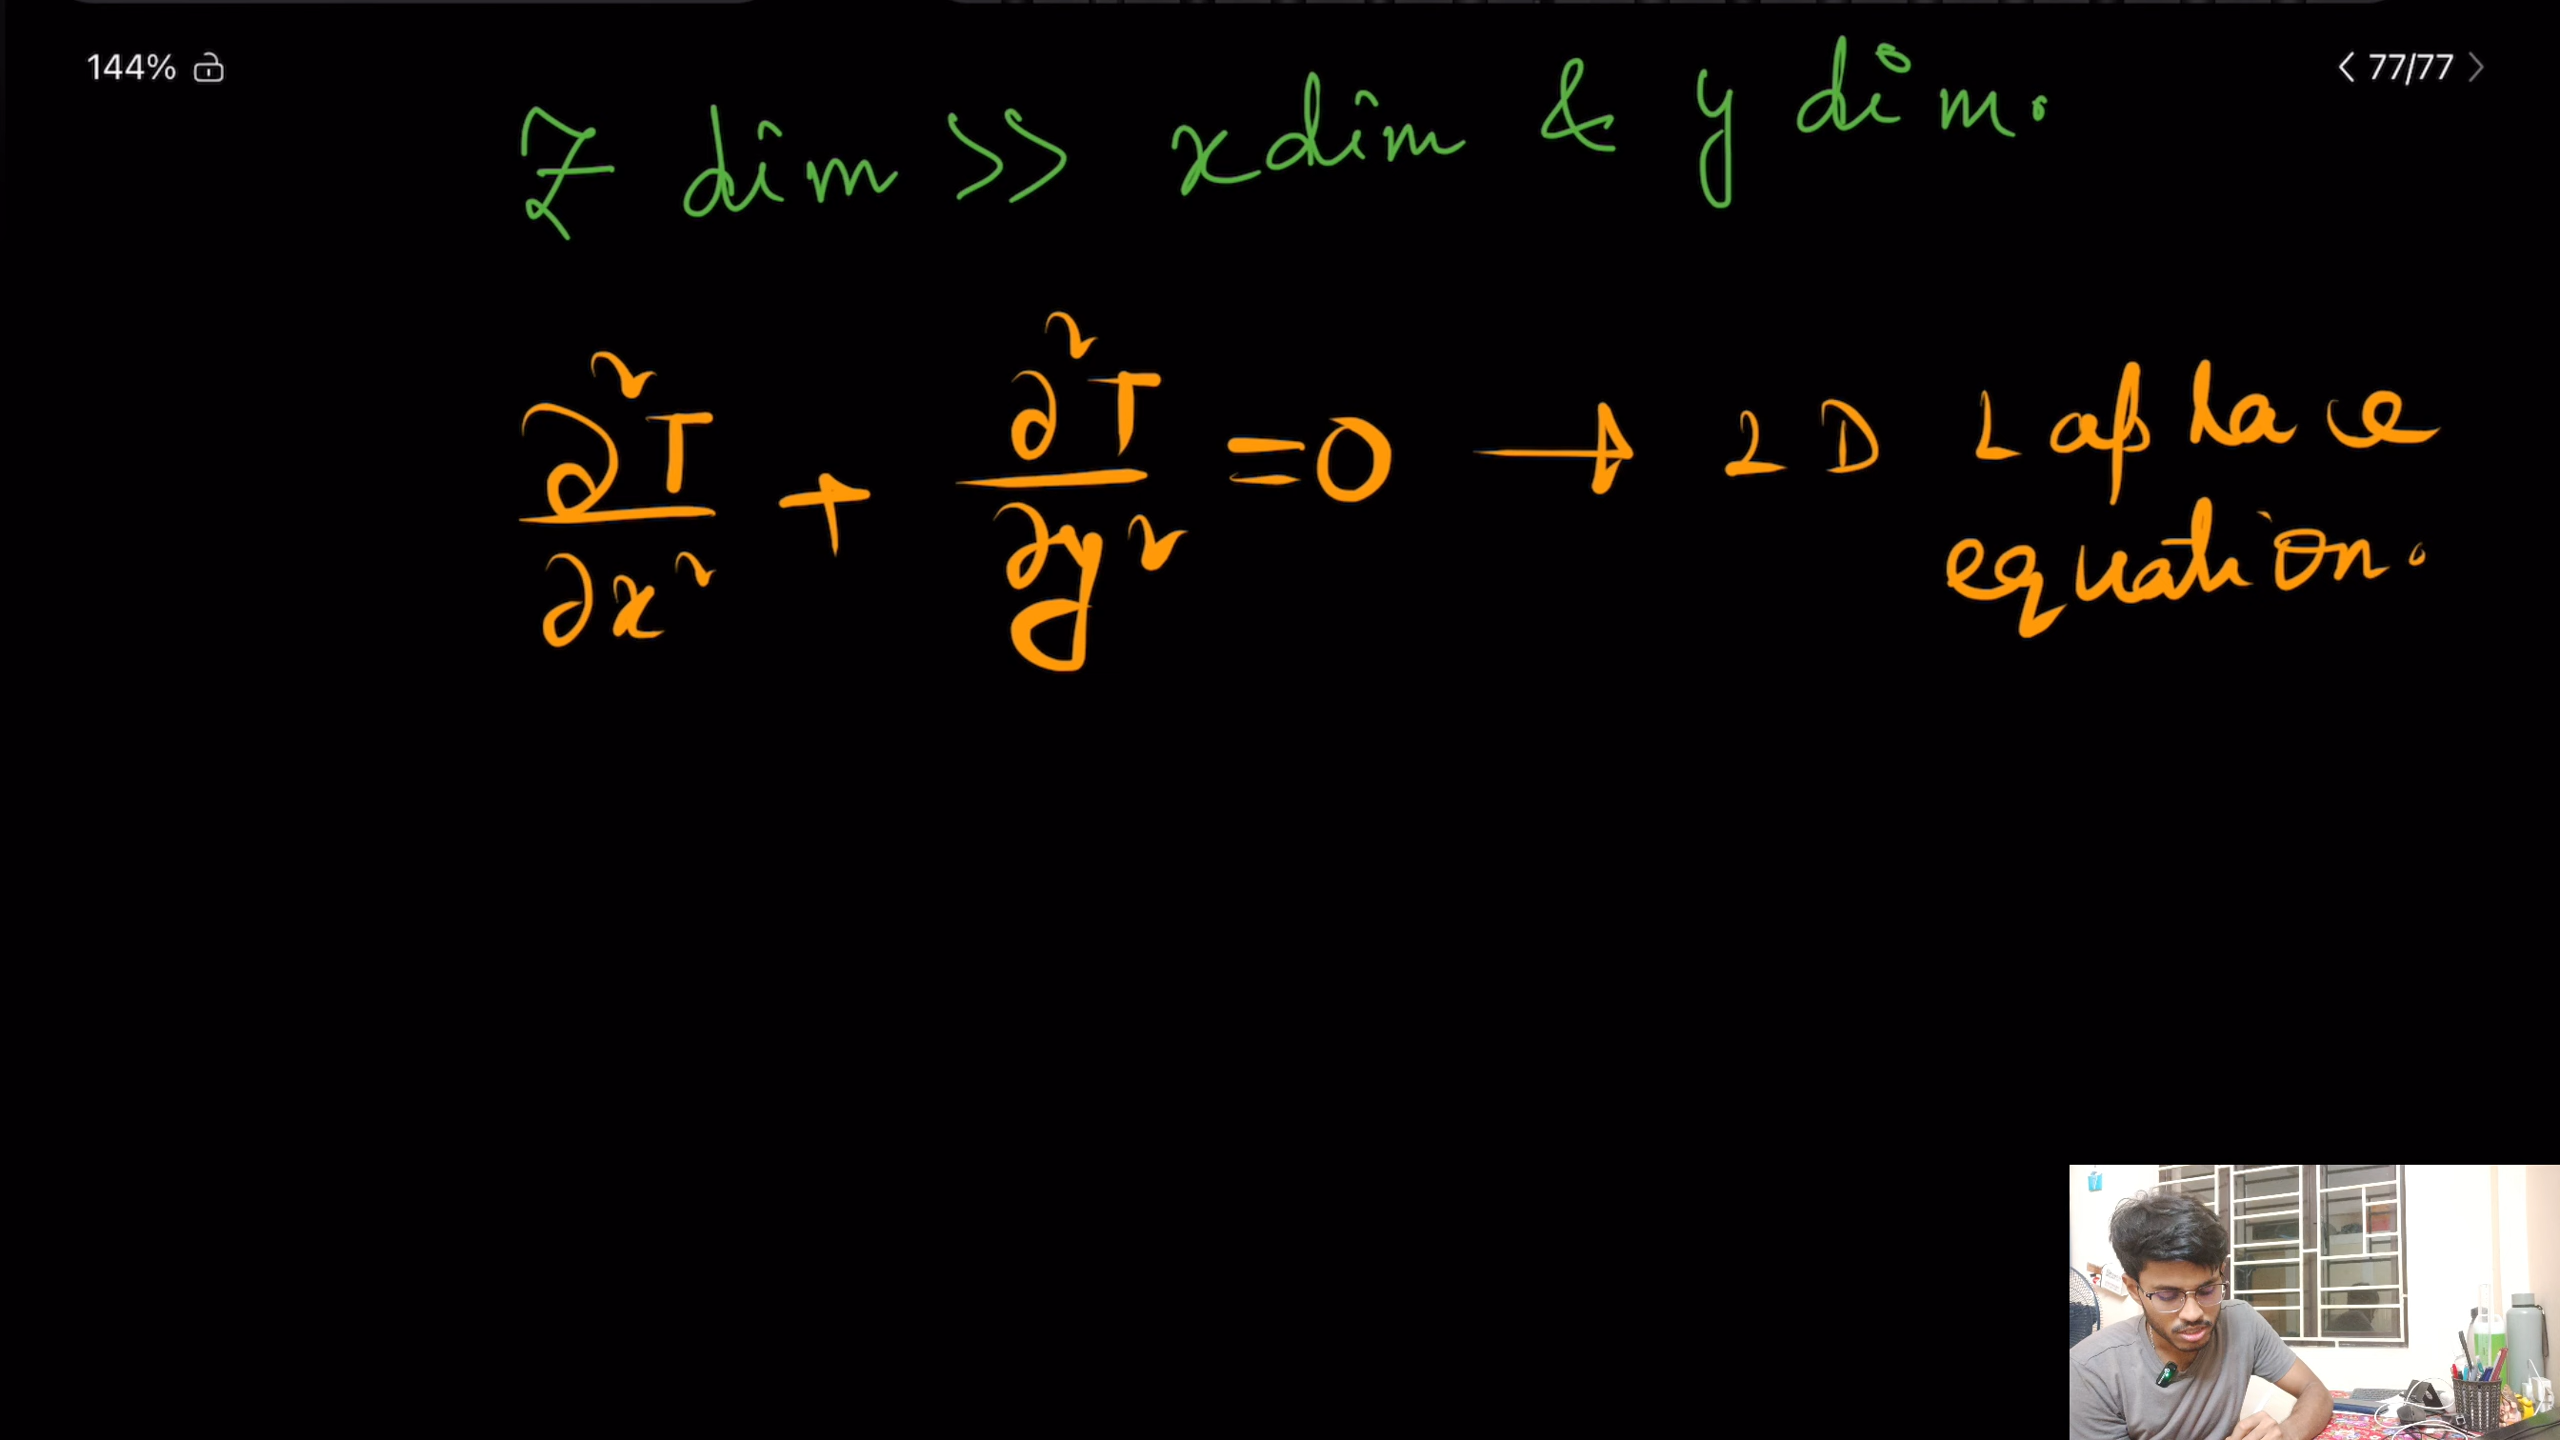 144% < 77/77 >
Z dim >> x dim & y dim.
∂²T/∂x² + ∂²T/∂y² = 0 → 2D Laplace
equation.